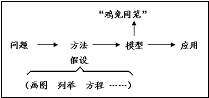 “鸡兔同笼”
问题 方法 模型 应用
假设
(画图 列举 方程 ……)